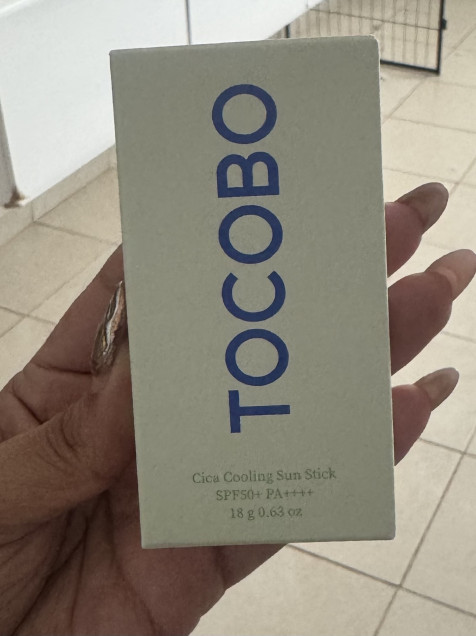 TOCOBO
Cica Cooling Sun Stick
SPF50+ PA++++
18 g 0.63 oz